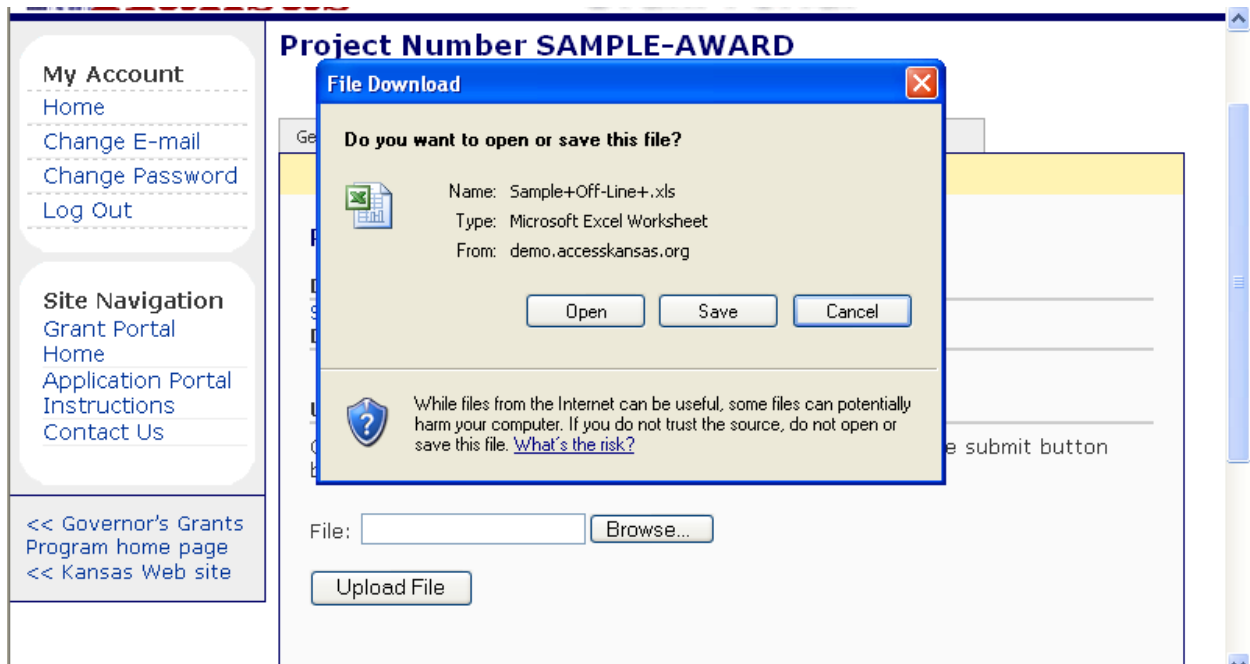 Project Number SAMPLE-AWARD
My Account
Home
Change E-mail
Change Password
Log Out
Site Navigation
Grant Portal
Home
Application Portal
Instructions
Contact Us
<< Governor's Grants
Program home page
<< Kansas Web site
File Download
Do you want to open or save this file?
Name: Sample+Off-Line+.xls
Type: Microsoft Excel Worksheet
From: demo.accesskansas.org
Open Save Cancel
While files from the Internet can be useful, some files can potentially
harm your computer. If you do not trust the source, do not open or
save this file. What's the risk?
submit button
File: Browse...
Upload File